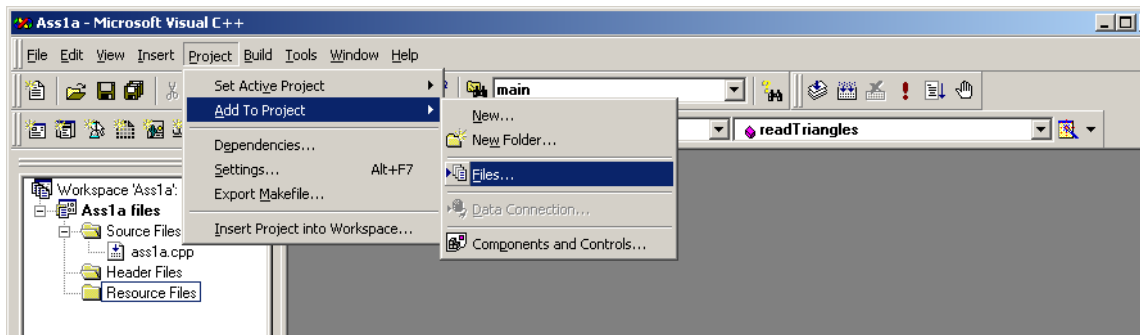 Ass1a - Microsoft Visual C++
File Edit View Insert Project Build Tools Window Help
main
readTriangles
Set Active Project
Add To Project
Dependencies...
Settings... Alt+F7
Export Makefile...
Insert Project into Workspace...
New...
New Folder...
Files...
Data Connection...
Components and Controls...
Workspace 'Ass1a':
Ass1a files
Source Files
ass1a.cpp
Header Files
Resource Files